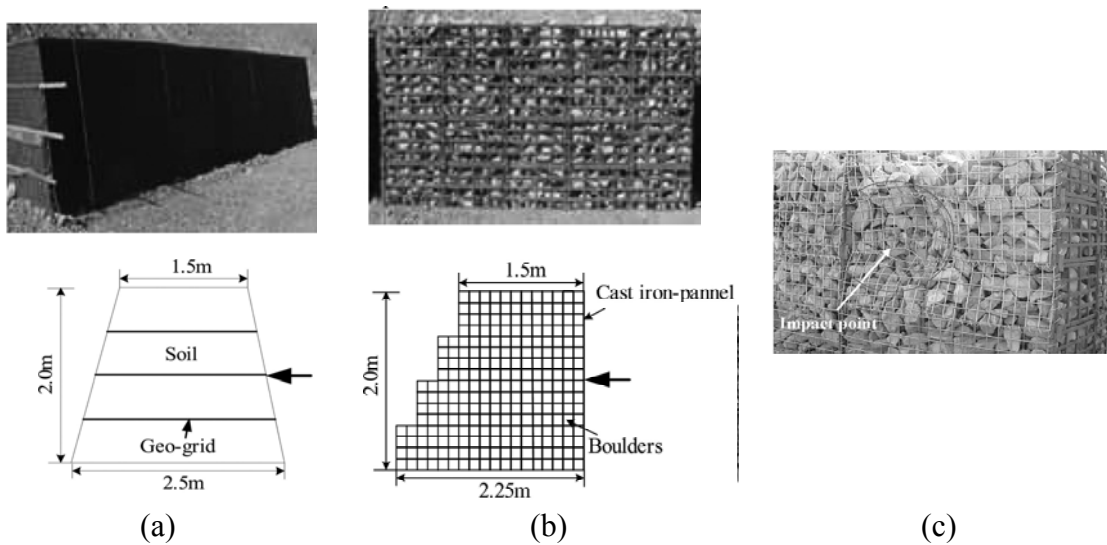 1.5m
2.0m
Soil
Geo-grid
2.5m
(a)
1.5m
Cast iron-pannel
2.0m
Boulders
2.25m
(b)
Impact point
(c)